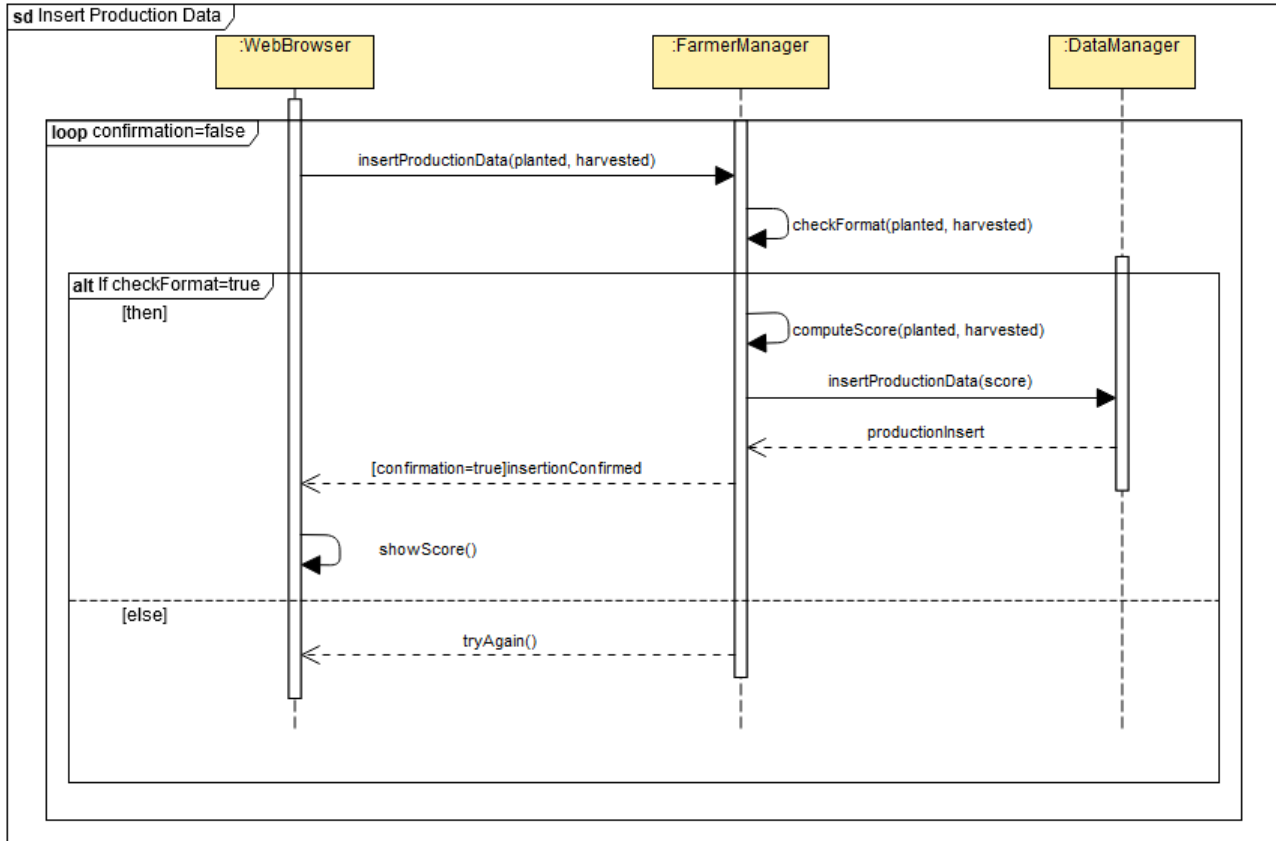 sd Insert Production Data
:WebBrowser
:FarmerManager
:DataManager
loop confirmation=false
insertProductionData(planted, harvested)
checkFormat(planted, harvested)
alt If checkFormat=true
[then]
computeScore(planted, harvested)
insertProductionData(score)
productionInsert
[confirmation=true]insertionConfirmed
showScore()
[else]
tryAgain()